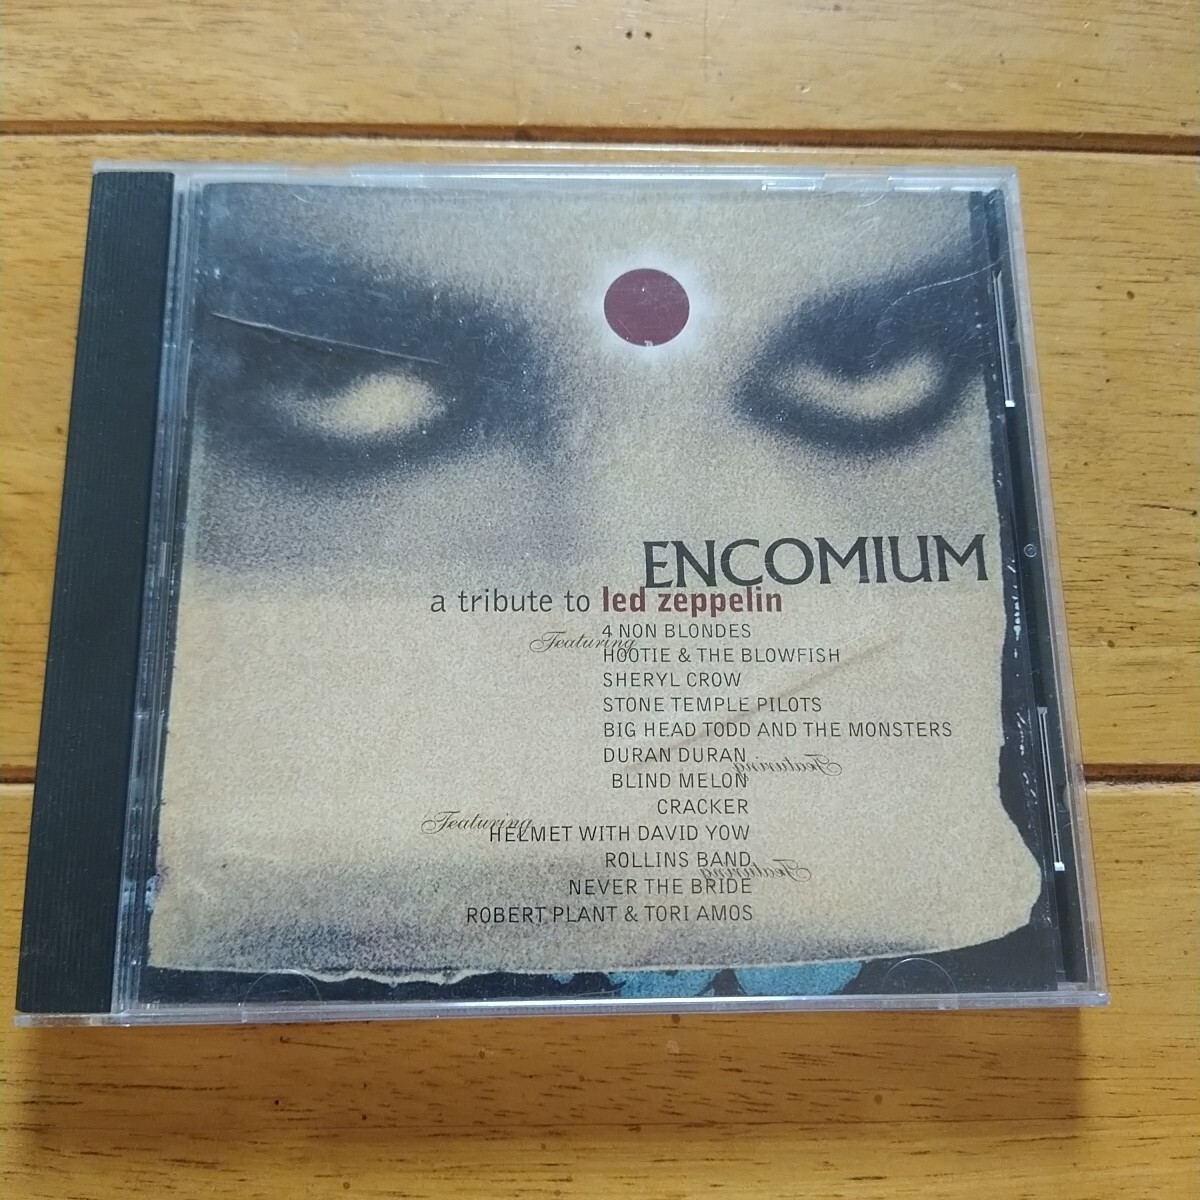 ENCOMIUM
a tribute to led zeppelin
Featuring
4 NON BLONDES
HOOTIE & THE BLOWFISH
SHERYL CROW
STONE TEMPLE PILOTS
BIG HEAD TODD AND THE MONSTERS
DURAN DURAN
Featuring
BLIND MELON
CRACKER
Featuring
HELMET WITH DAVID YOW
ROLLINS BAND
Featuring
NEVER THE BRIDE
ROBERT PLANT & TORI AMOS